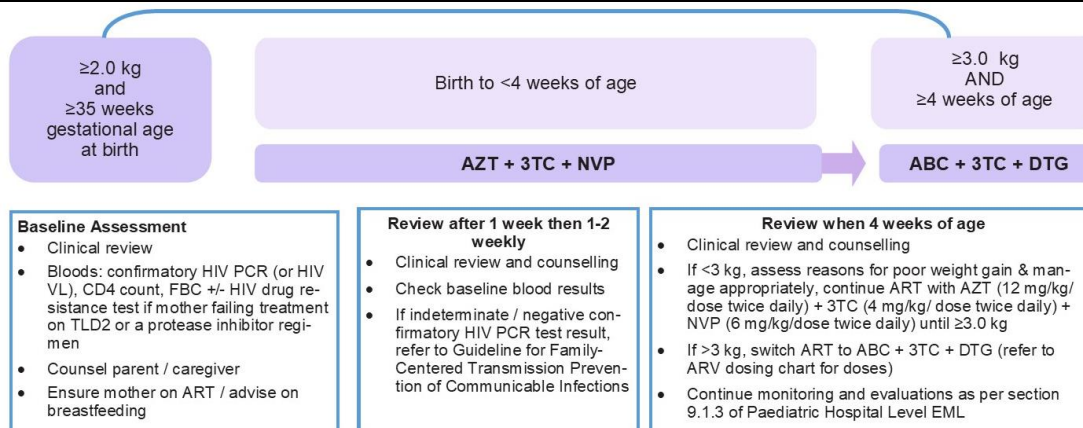 ≥2.0 kg
and
≥35 weeks
gestational age
at birth
Birth to <4 weeks of age
≥3.0 kg
AND
≥4 weeks of age
AZT + 3TC + NVP
ABC + 3TC + DTG
Baseline Assessment
• Clinical review
• Bloods: confirmatory HIV PCR (or HIV
VL), CD4 count, FBC +/- HIV drug re-
sistance test if mother failing treatment
on TLD2 or a protease inhibitor regi-
men
• Counsel parent / caregiver
• Ensure mother on ART / advise on
breastfeeding
Review after 1 week then 1-2
weekly
• Clinical review and counselling
• Check baseline blood results
• If indeterminate / negative con-
firmatory HIV PCR test result,
refer to Guideline for Family-
Centered Transmission Preven-
tion of Communicable Infections
Review when 4 weeks of age
• Clinical review and counselling
• If <3 kg, assess reasons for poor weight gain & man-
age appropriately, continue ART with AZT (12 mg/kg/
dose twice daily) + 3TC (4 mg/kg/ dose twice daily) +
NVP (6 mg/kg/dose twice daily) until ≥3.0 kg
• If >3 kg, switch ART to ABC + 3TC + DTG (refer to
ARV dosing chart for doses)
• Continue monitoring and evaluations as per section
9.1.3 of Paediatric Hospital Level EML